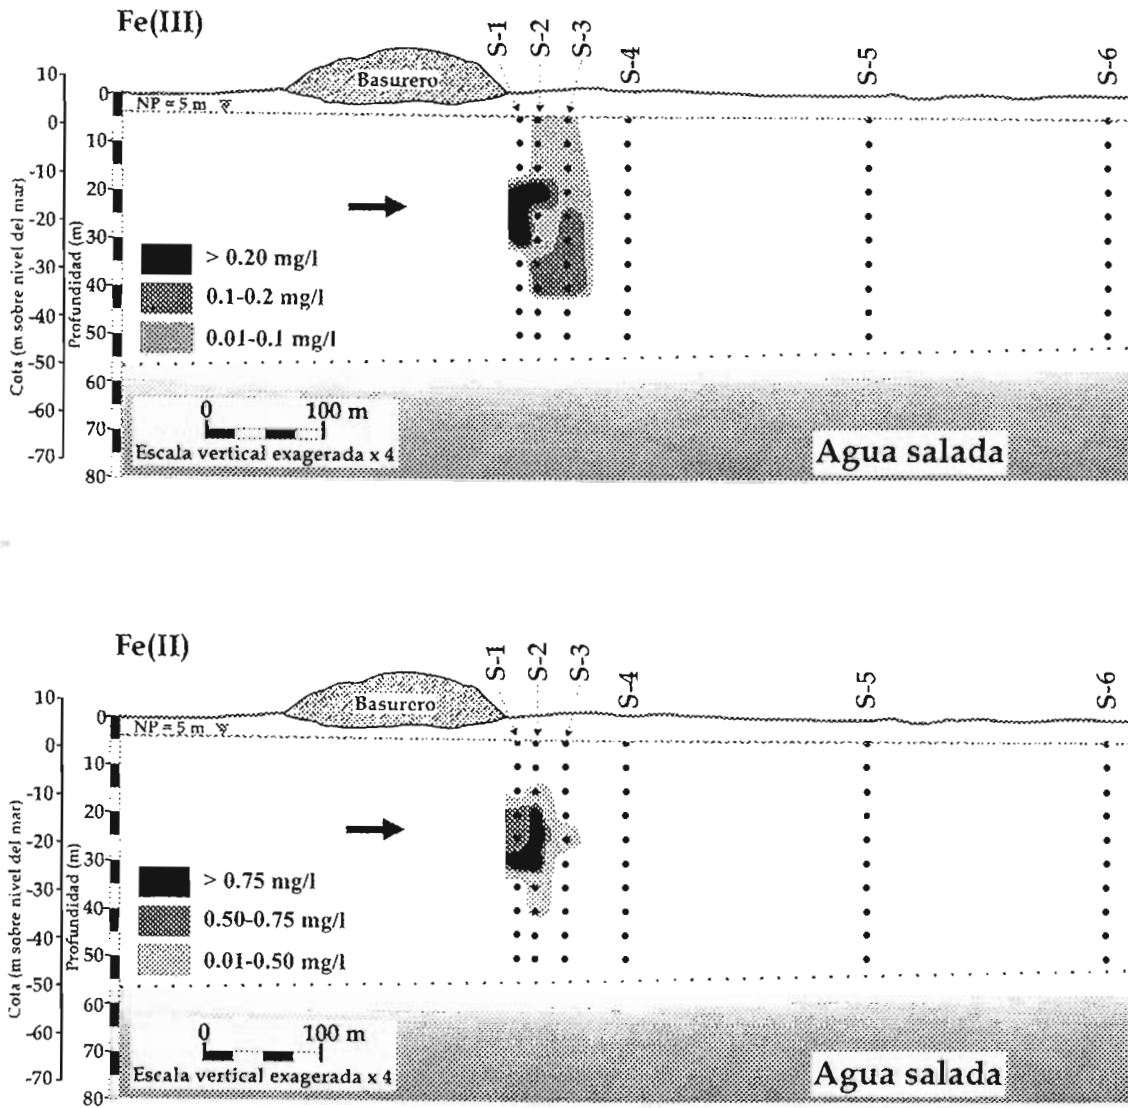 Fe(III)
S-1
S-2
S-3
S-4
S-5
S-6
Basurero
NP ≈ 5 m
10
0
-10
-20
-30
-40
-50
-60
-70
Cota (m sobre nivel del mar)
0
10
20
30
40
50
60
70
80
Profundidad (m)
> 0.20 mg/l
0.1-0.2 mg/l
0.01-0.1 mg/l
0 100 m
Escala vertical exagerada x 4
Agua salada
Fe(II)
S-1
S-2
S-3
S-4
S-5
S-6
Basurero
NP ≈ 5 m
10
0
-10
-20
-30
-40
-50
-60
-70
Cota (m sobre nivel del mar)
0
10
20
30
40
50
60
70
80
Profundidad (m)
> 0.75 mg/l
0.50-0.75 mg/l
0.01-0.50 mg/l
0 100 m
Escala vertical exagerada x 4
Agua salada